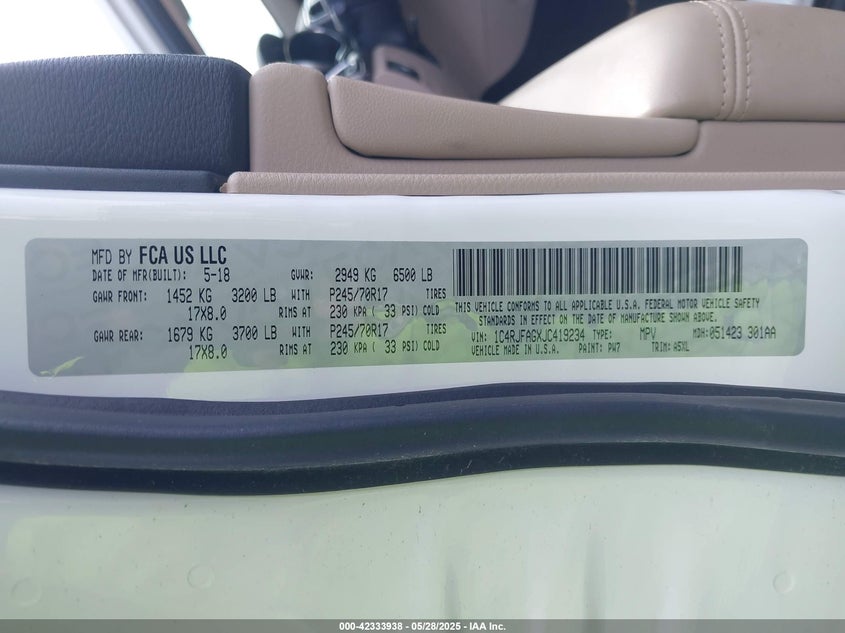 MFD BY FCA US LLC
DATE OF MFR(BUILT): 5-18 GVWR: 2949 KG 6500 LB
GAWR FRONT: 1452 KG 3200 LB WITH P245/70R17 TIRES
17X8.0 RIMS AT 230 KPA ( 33 PSI) COLD
GAWR REAR: 1679 KG 3700 LB WITH P245/70R17 TIRES
17X8.0 RIMS AT 230 KPA ( 33 PSI) COLD
THIS VEHICLE CONFORMS TO ALL APPLICABLE U.S.A. FEDERAL MOTOR VEHICLE SAFETY
STANDARDS IN EFFECT ON THE DATE OF MANUFACTURE SHOWN ABOVE.
VIN: 1C4RJFAGXJC419234 TYPE: MPV MDH: 051423 301AA
VEHICLE MADE IN U.S.A. PAINT: PW7 TRIM: A5XL
000-42333938 - 05/28/2025 - IAA Inc.